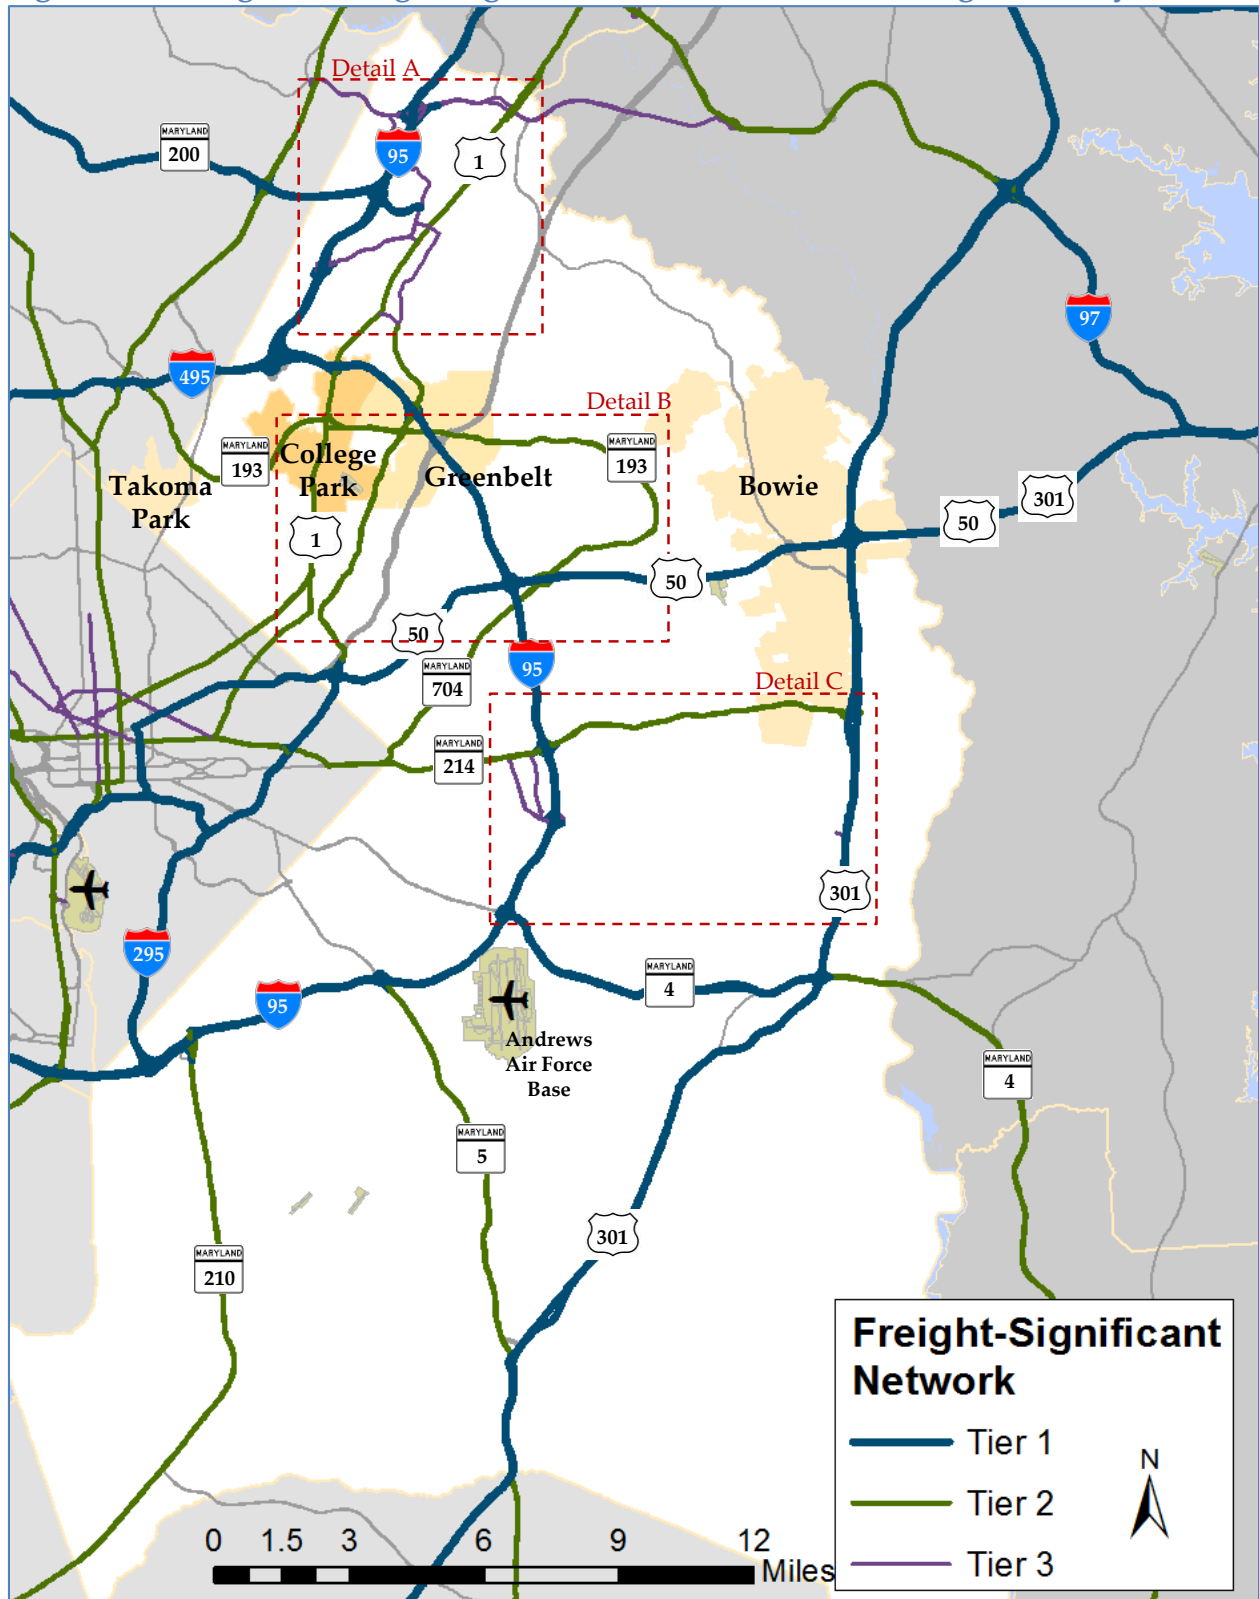 Detail A
MARYLAND
200
95
1
97
495
Detail B
MARYLAND
193
College
Park
MARYLAND
193
Greenbelt
Takoma
Park
Bowie
301
50
1
50
50
95
MARYLAND
704
Detail C
MARYLAND
214
301
295
MARYLAND
4
95
Andrews
Air Force
Base
MARYLAND
4
MARYLAND
5
301
MARYLAND
210
Freight-Significant
Network
Tier 1
Tier 2
Tier 3
N
0 1.5 3 6 9 12
Miles